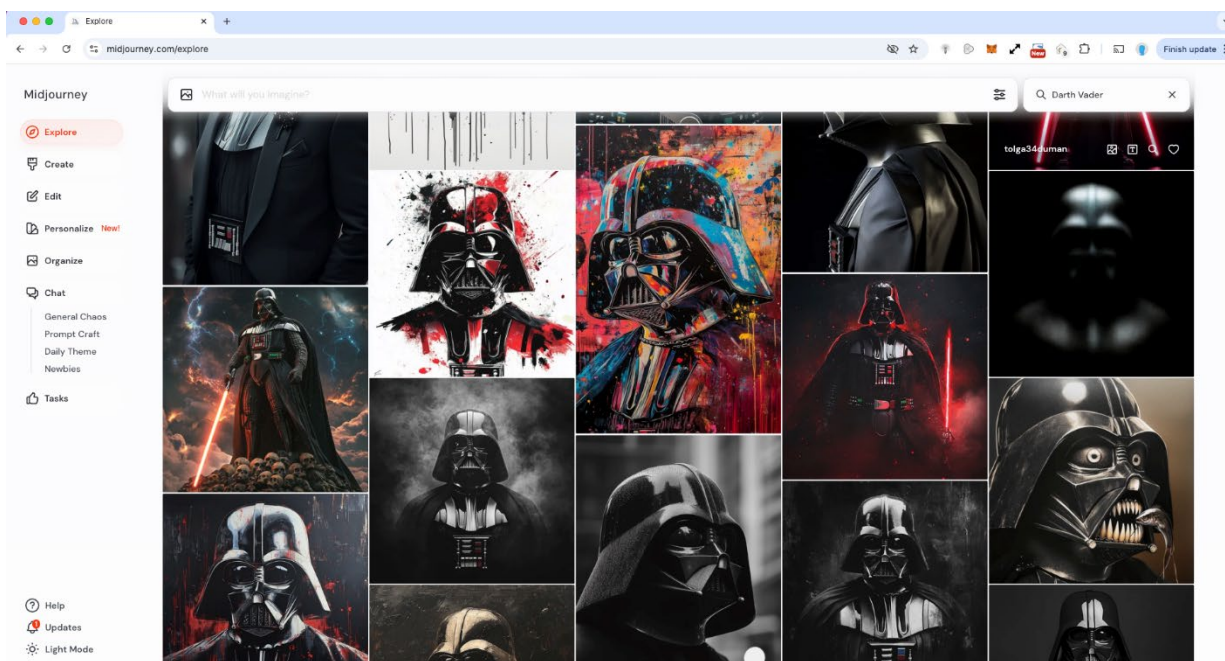 Explore
midjourney.com/explore
New
9
Finish update
Midjourney
What will you imagine?
Darth Vader
Explore
Create
Edit
Personalize New!
Organize
Chat
General Chaos
Prompt Craft
Daily Theme
Newbies
Tasks
tolga34duman
Help
Updates
Light Mode